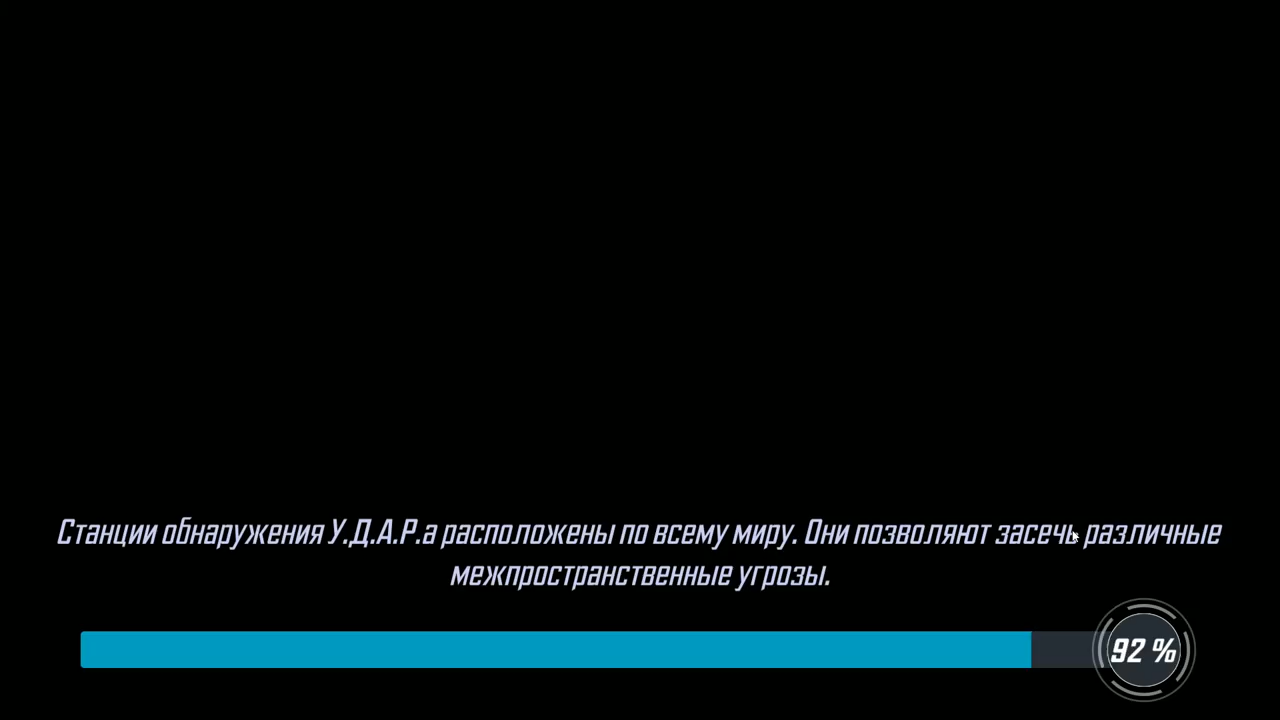 Станции обнаружения У.Д.А.Р.а расположены по всему миру. Они позволяют засечь различные
межпространственные угрозы.
92 %